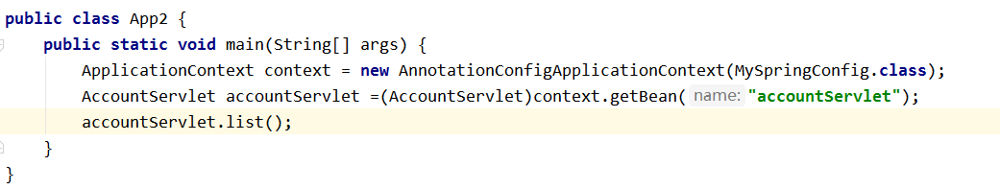 public class App2 {
    public static void main(String[] args) {
        ApplicationContext context = new AnnotationConfigApplicationContext(MySpringConfig.class);
        AccountServlet accountServlet =(AccountServlet)context.getBean( name: "accountServlet");
        accountServlet.list();
    }
}